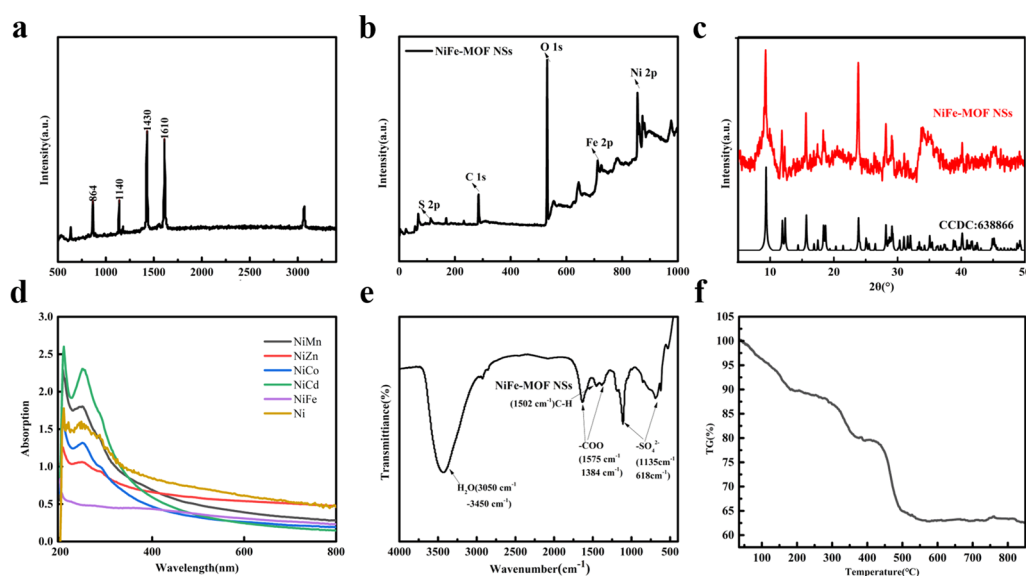 a
Intensity(a.u.)
864
1140
1430
1610
500 1000 1500 2000 2500 3000 3400
b
NiFe-MOF NSs
Intensity(a.u.)
O 1s
Ni 2p
Fe 2p
C 1s
S 2p
0 200 400 600 800 1000
c
Intensity(a.u.)
NiFe-MOF NSs
CCDC:638866
10 20 30 40 50
2θ(°)
d
Absorption
3.0
2.5
2.0
1.5
1.0
0.5
0.0
NiMn
NiZn
NiCo
NiCd
NiFe
Ni
200 400 600 800
Wavelength(nm)
e
Transmittiance(%)
NiFe-MOF NSs
(1502 cm⁻¹)C-H
-COO
(1575 cm⁻¹
1384 cm⁻¹)
-SO₄²⁻
(1135cm⁻¹
618cm⁻¹)
H₂O(3050 cm⁻¹
-3450 cm⁻¹)
4000 3500 3000 2500 2000 1500 1000 500
Wavenumber(cm⁻¹)
f
TG(%)
105
100
95
90
85
80
75
70
65
60
100 200 300 400 500 600 700 800
Temperature(°C)